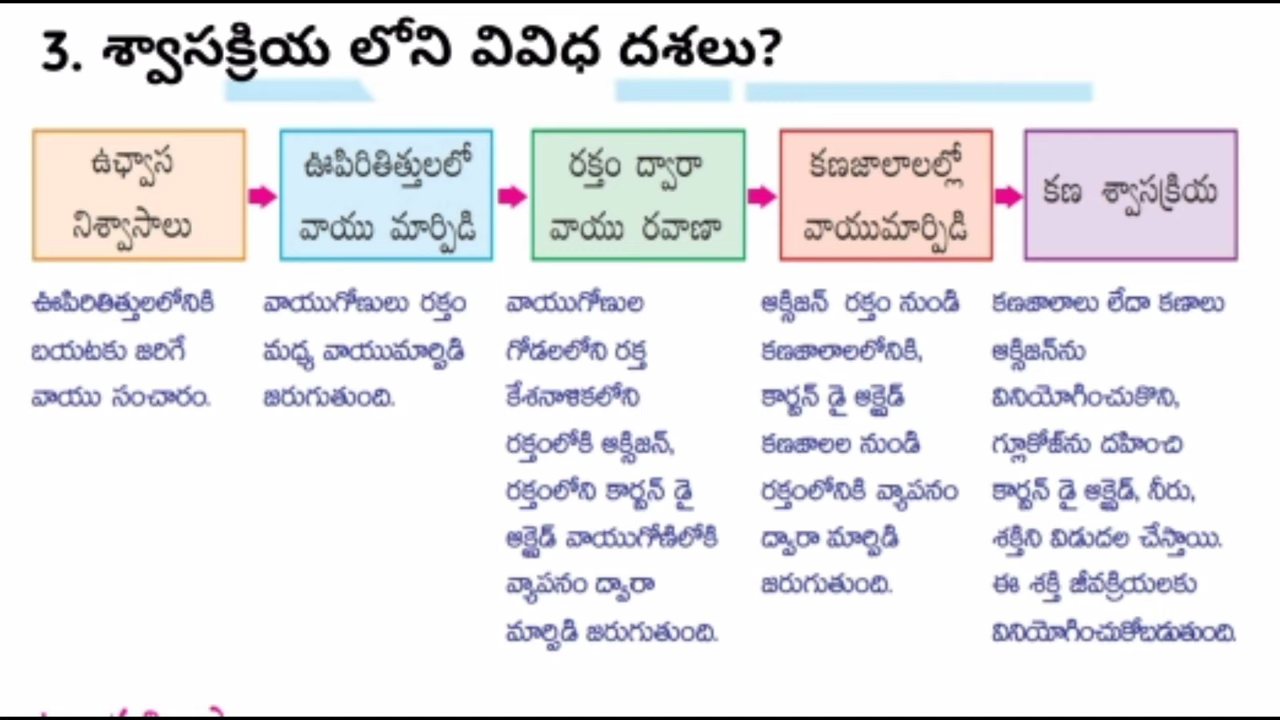 3. శ్వాసక్రియ లోని వివిధ దశలు?
ఉఛ్వాస
నిశ్వాసాలు
ఊపిరితిత్తులలో
వాయు మార్పిడి
రక్తం ద్వారా
వాయు రవాణా
కణజాలాలల్లో
వాయుమార్పిడి
కణ శ్వాసక్రియ
ఊపిరితిత్తులలోనికి
బయటకు జరిగే
వాయు సంచారం.
వాయుగోణులు రక్తం
మధ్య వాయుమార్పిడి
జరుగుతుంది.
వాయుగోణుల
గోడలలోని రక్త
కేశనాళికలోని
రక్తంలోకి ఆక్సిజన్,
రక్తంలోని కార్బన్ డై
ఆక్సైడ్ వాయుగోణిలోకి
వ్యాపనం ద్వారా
మార్పిడి జరుగుతుంది.
ఆక్సిజన్ రక్తం నుండి
కణజాలాలలోనికి,
కార్బన్ డై ఆక్సైడ్
కణజాలల నుండి
రక్తంలోనికి వ్యాపనం
ద్వారా మార్పిడి
జరుగుతుంది.
కణజాలాలు లేదా కణాలు
ఆక్సిజన్‌ను
వినియోగించుకొని,
గ్లూకోజ్‌ను దహించి
కార్బన్ డై ఆక్సైడ్, నీరు,
శక్తిని విడుదల చేస్తాయి.
ఈ శక్తి జీవక్రియలకు
వినియోగించుకోబడుతుంది.